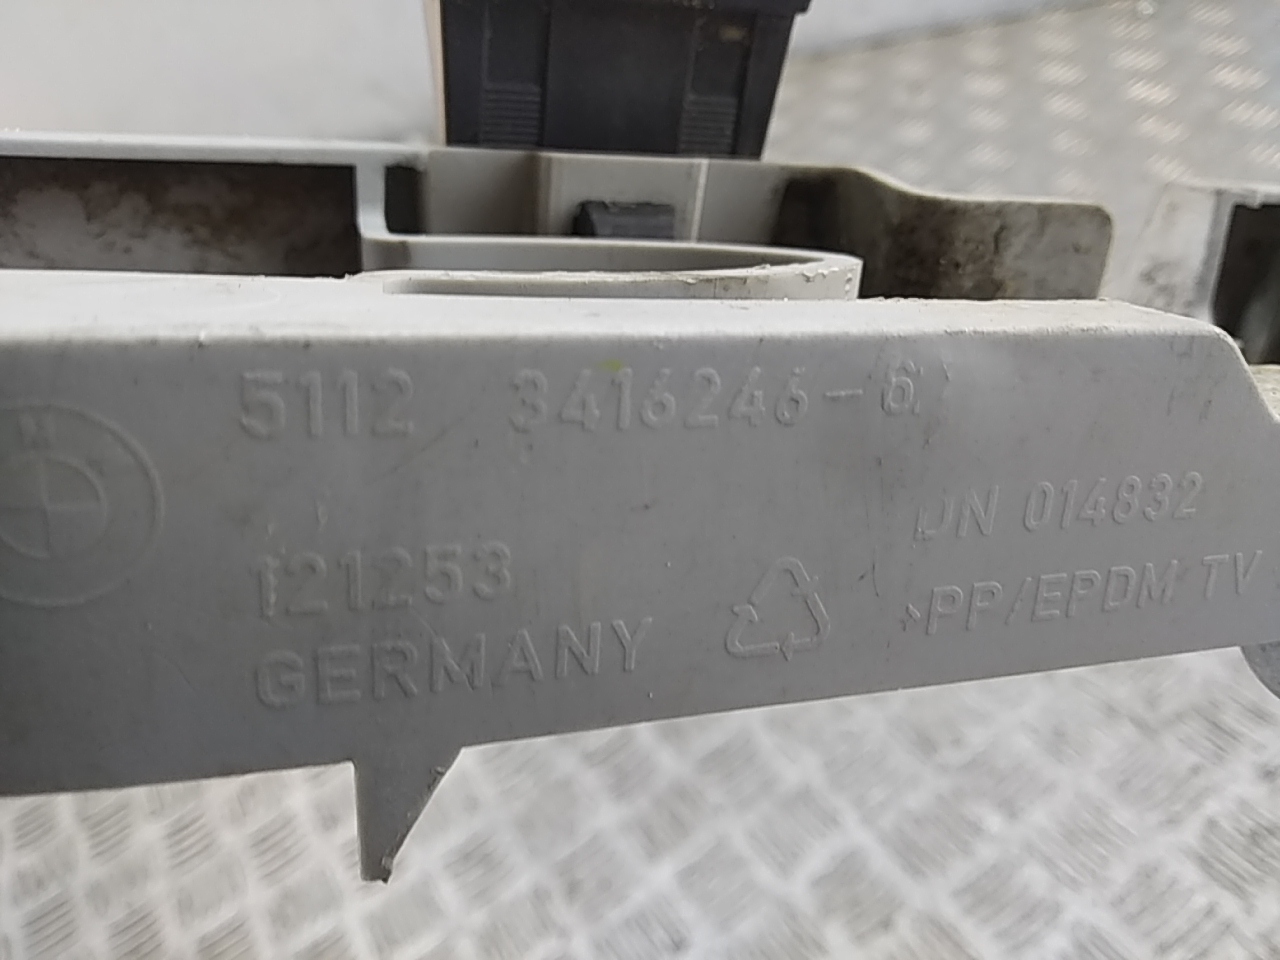 5112 3416246-6
121253
GERMANY
DN 014832
>PP/EPDM TV